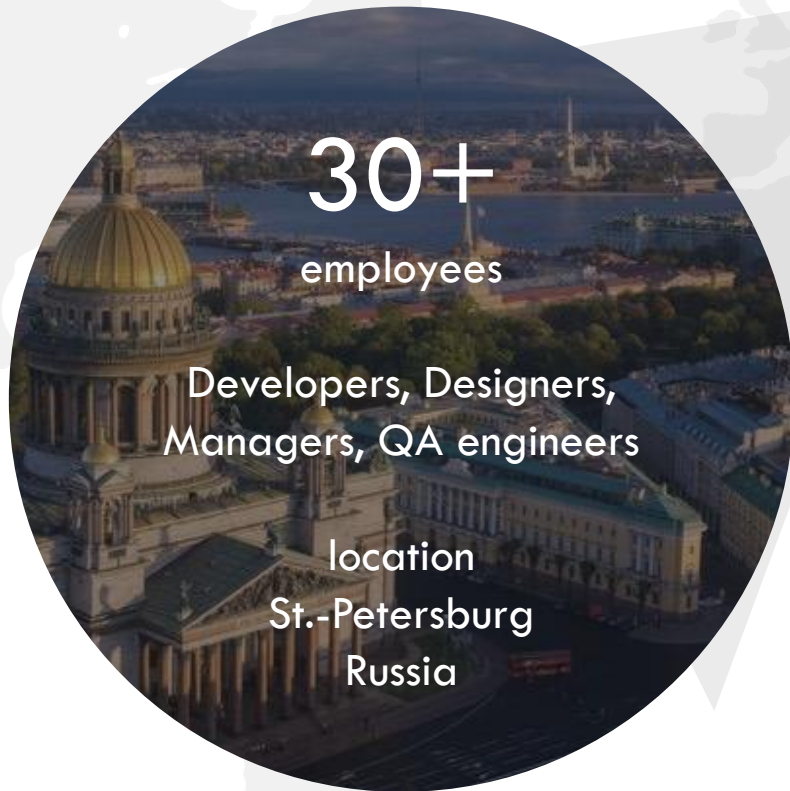 30+
employees
Developers, Designers,
Managers, QA engineers
location
St.-Petersburg
Russia